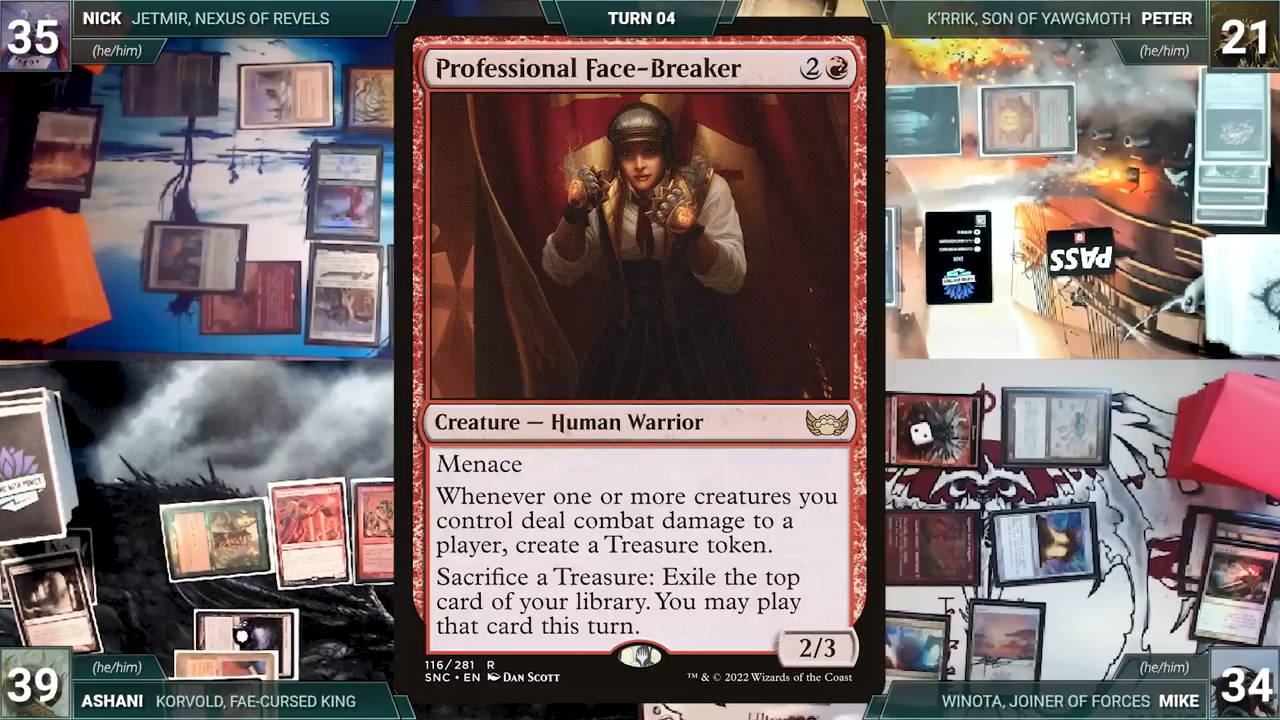 35
NICK JETMIR, NEXUS OF REVELS
(he/him)
TURN 04
K'RRIK, SON OF YAWGMOTH PETER
(he/him)
21
Professional Face-Breaker 2
Creature — Human Warrior
Menace
Whenever one or more creatures you
control deal combat damage to a
player, create a Treasure token.
Sacrifice a Treasure: Exile the top
card of your library. You may play
that card this turn.
2/3
116/281 R
SNC • EN DAN SCOTT
™ & © 2022 Wizards of the Coast
PASS
39
(he/him)
ASHANI KORVOLD, FAE-CURSED KING
(he/him)
WINOTA, JOINER OF FORCES MIKE
34